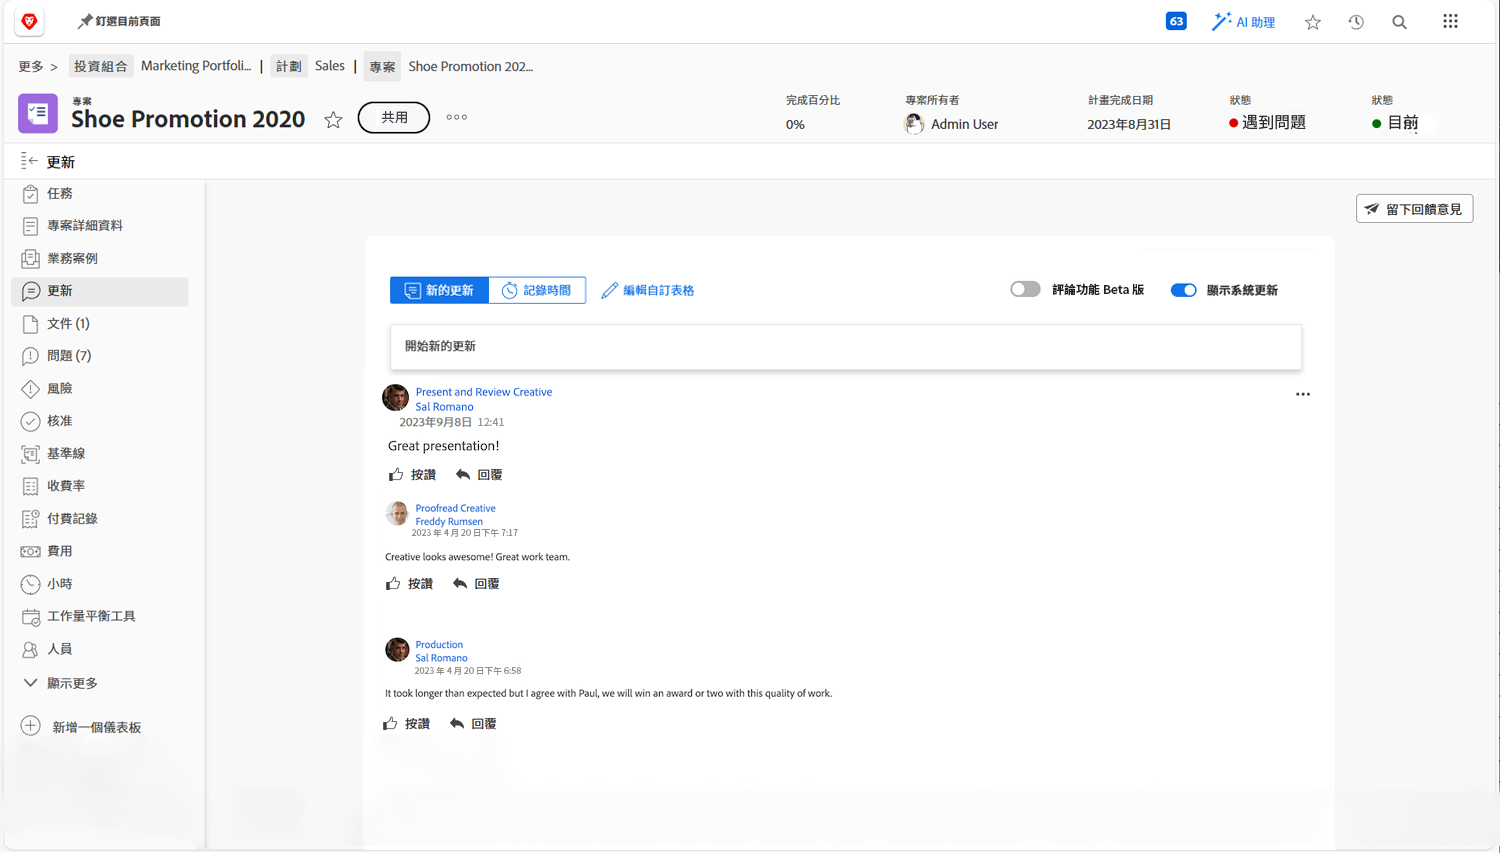 釘選目前頁面
63
AI 助理
更多 > 投資組合 Marketing Portfoli... | 計劃 Sales | 專案 Shoe Promotion 202...
專案
Shoe Promotion 2020
共用
完成百分比
0%
專案所有者
Admin User
計畫完成日期
2023年8月31日
狀態
遇到問題
狀態
目前
更新
任務
專案詳細資料
業務案例
更新
文件 (1)
問題 (7)
風險
核准
基準線
收費率
付費記錄
費用
小時
工作量平衡工具
人員
顯示更多
新增一個儀表板
留下回饋意見
新的更新
記錄時間
編輯自訂表格
評論功能 Beta 版
顯示系統更新
開始新的更新
Present and Review Creative
Sal Romano
2023年9月8日 12:41
Great presentation!
按讚 回覆
Proofread Creative
Freddy Rumsen
2023 年 4 月 20 日下午 7:17
Creative looks awesome! Great work team.
按讚 回覆
Production
Sal Romano
2023 年 4 月 20 日下午 6:58
It took longer than expected but I agree with Paul, we will win an award or two with this quality of work.
按讚 回覆